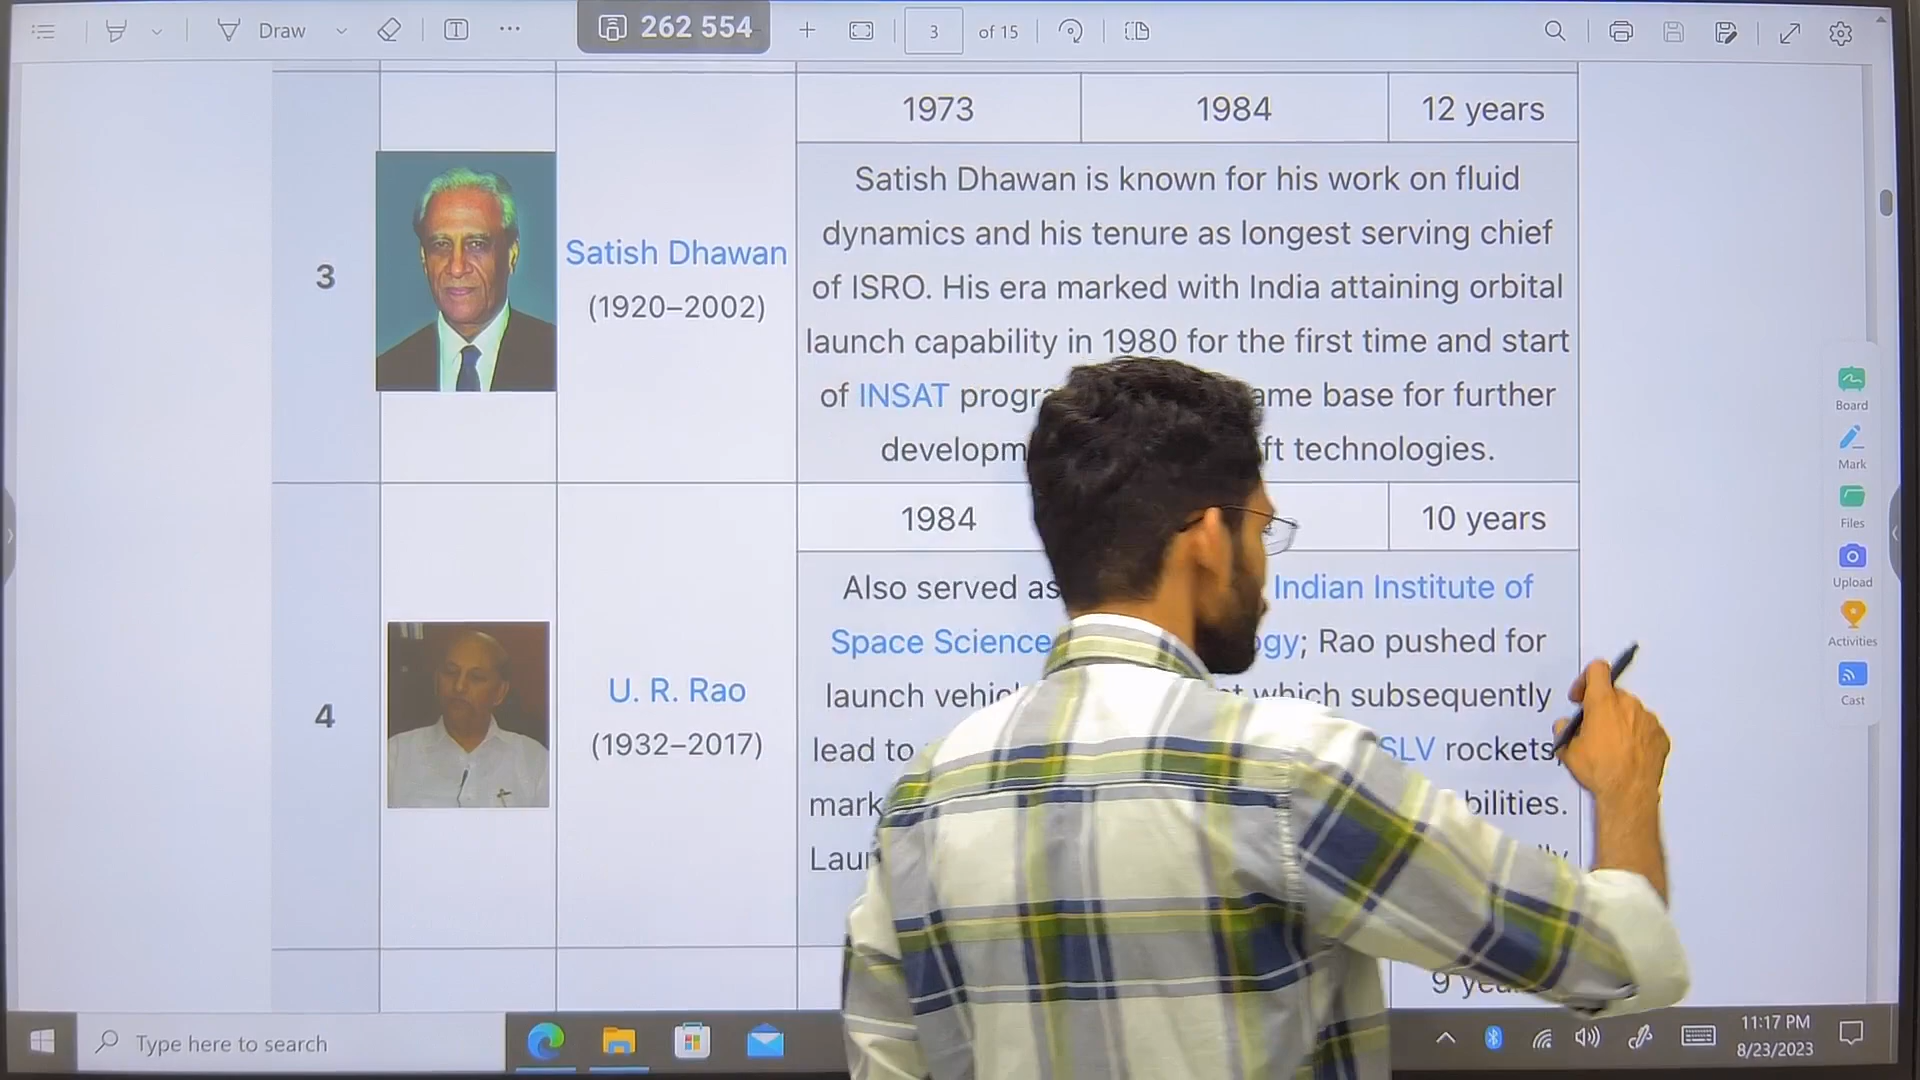 Draw
262 554
3
of 15
1973
1984
12 years
3
Satish Dhawan
(1920–2002)
Satish Dhawan is known for his work on fluid
dynamics and his tenure as longest serving chief
of ISRO. His era marked with India attaining orbital
launch capability in 1980 for the first time and start
of INSAT progr ame base for further
developm ft technologies.
1984
10 years
4
U. R. Rao
(1932–2017)
Also served as Indian Institute of
Space Science ogy; Rao pushed for
launch vehic which subsequently
lead to SLV rockets,
mark bilities.
Laun
9
Board
Mark
Files
Upload
Activities
Cast
Type here to search
11:17 PM
8/23/2023